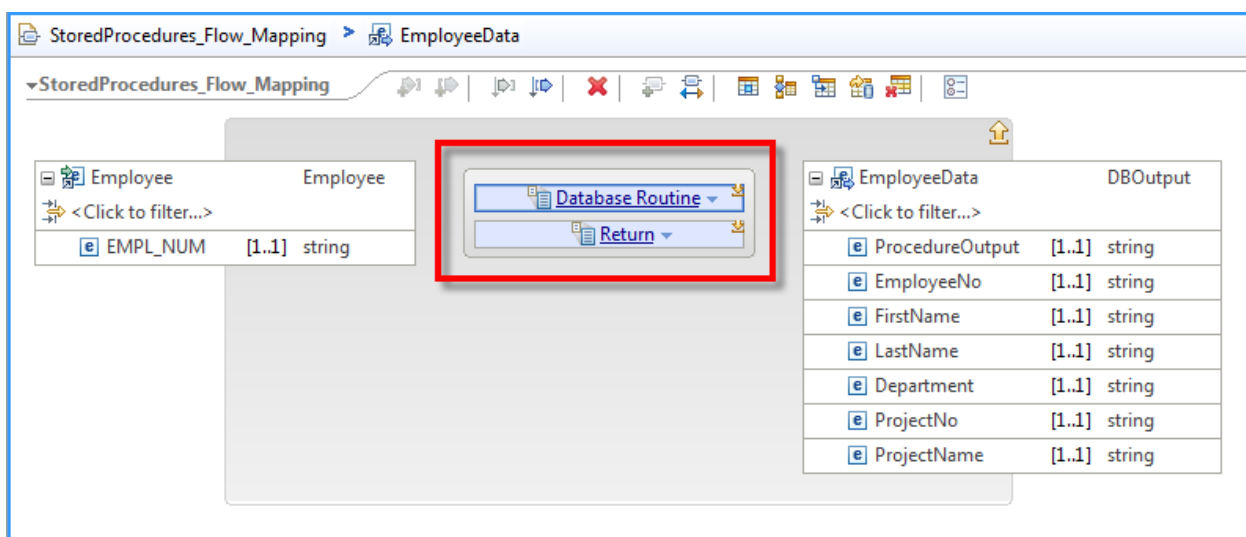 StoredProcedures_Flow_Mapping > EmployeeData
StoredProcedures_Flow_Mapping
Employee Employee
<Click to filter...>
EMPL_NUM [1..1] string
Database Routine
Return
EmployeeData DBOutput
<Click to filter...>
ProcedureOutput [1..1] string
EmployeeNo [1..1] string
FirstName [1..1] string
LastName [1..1] string
Department [1..1] string
ProjectNo [1..1] string
ProjectName [1..1] string